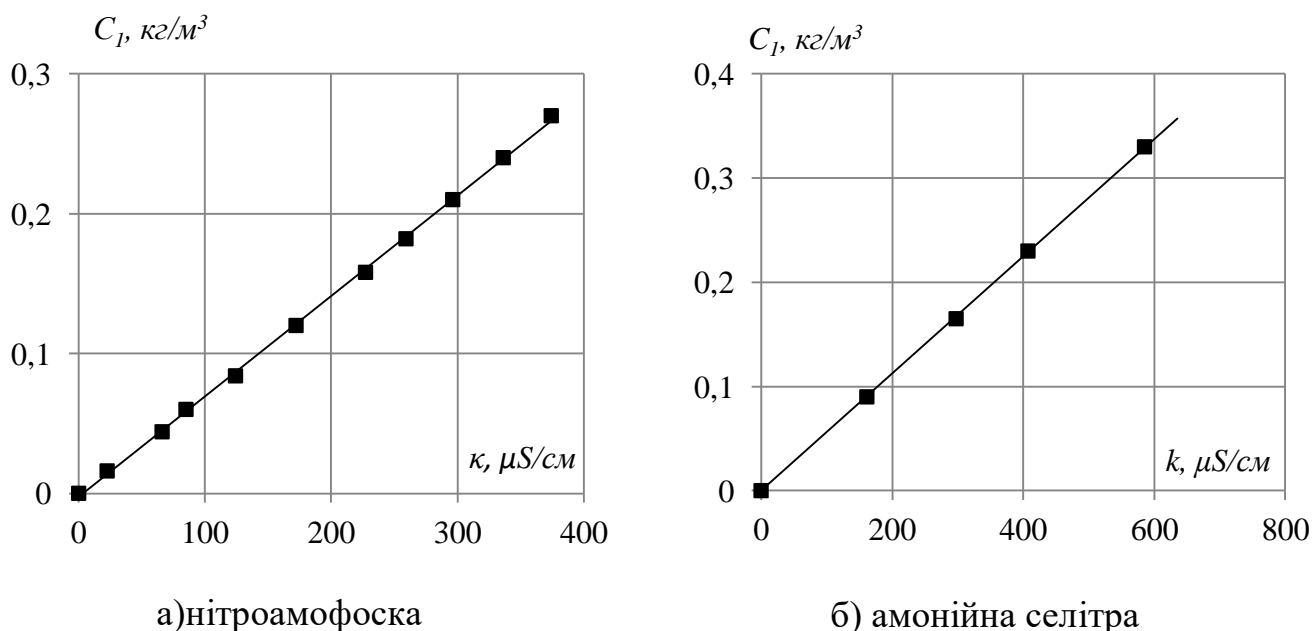 C₁, кг/м³
0,3
0,2
0,1
0
0 100 200 300 400
к, μS/см
а)нітроамофоска
C₁, кг/м³
0,4
0,3
0,2
0,1
0
0 200 400 600 800
k, μS/см
б) амонійна селітра